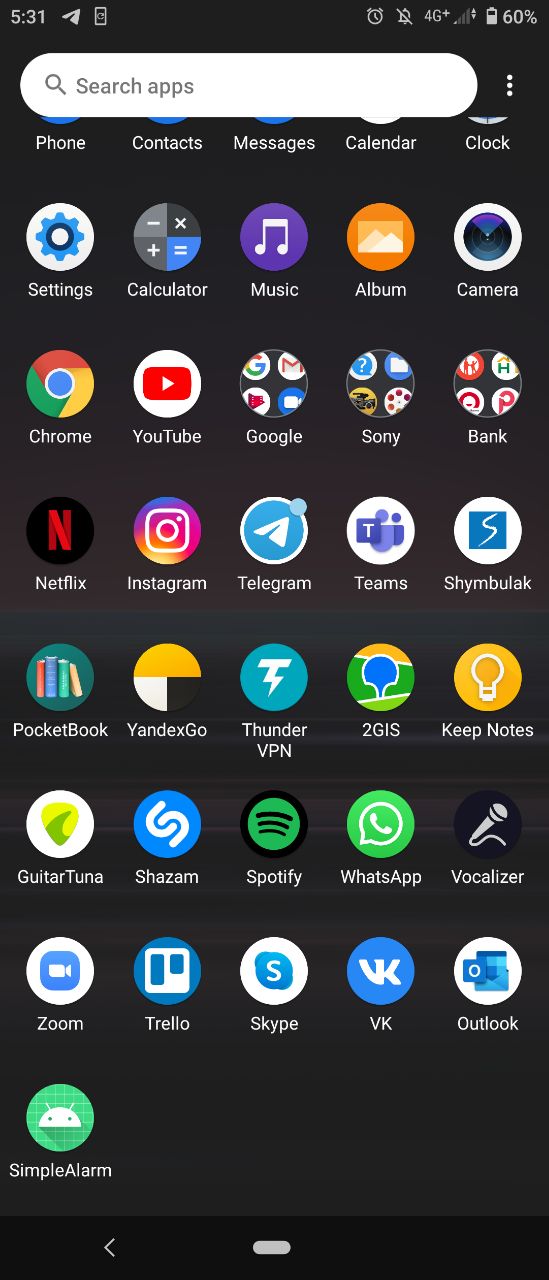 5:31 4G+ 60%
Search apps
Phone Contacts Messages Calendar Clock
Settings Calculator Music Album Camera
Chrome YouTube Google Sony Bank
Netflix Instagram Telegram Teams Shymbulak
PocketBook YandexGo Thunder 2GIS Keep Notes
VPN
GuitarTuna Shazam Spotify WhatsApp Vocalizer
Zoom Trello Skype VK Outlook
SimpleAlarm